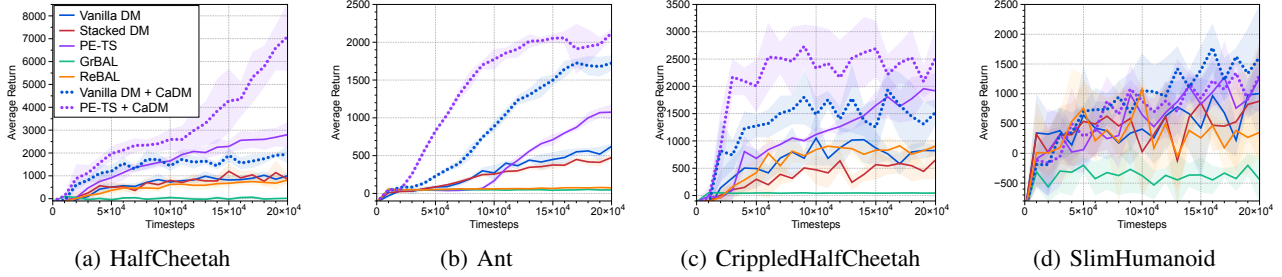 8000
7000
6000
5000
4000
3000
2000
1000
0
Average Return
Vanilla DM
Stacked DM
PE-TS
GrBAL
ReBAL
Vanilla DM + CaDM
PE-TS + CaDM
5×10⁴ 10×10⁴ 15×10⁴ 20×10⁴
Timesteps
(a) HalfCheetah
2500
2000
1500
1000
500
0
Average Return
5×10⁴ 10×10⁴ 15×10⁴ 20×10⁴
Timesteps
(b) Ant
3500
3000
2500
2000
1500
1000
500
0
Average Return
5×10⁴ 10×10⁴ 15×10⁴ 20×10⁴
Timesteps
(c) CrippledHalfCheetah
2500
2000
1500
1000
500
0
−500
Average Return
5×10⁴ 10×10⁴ 15×10⁴ 20×10⁴
Timesteps
(d) SlimHumanoid